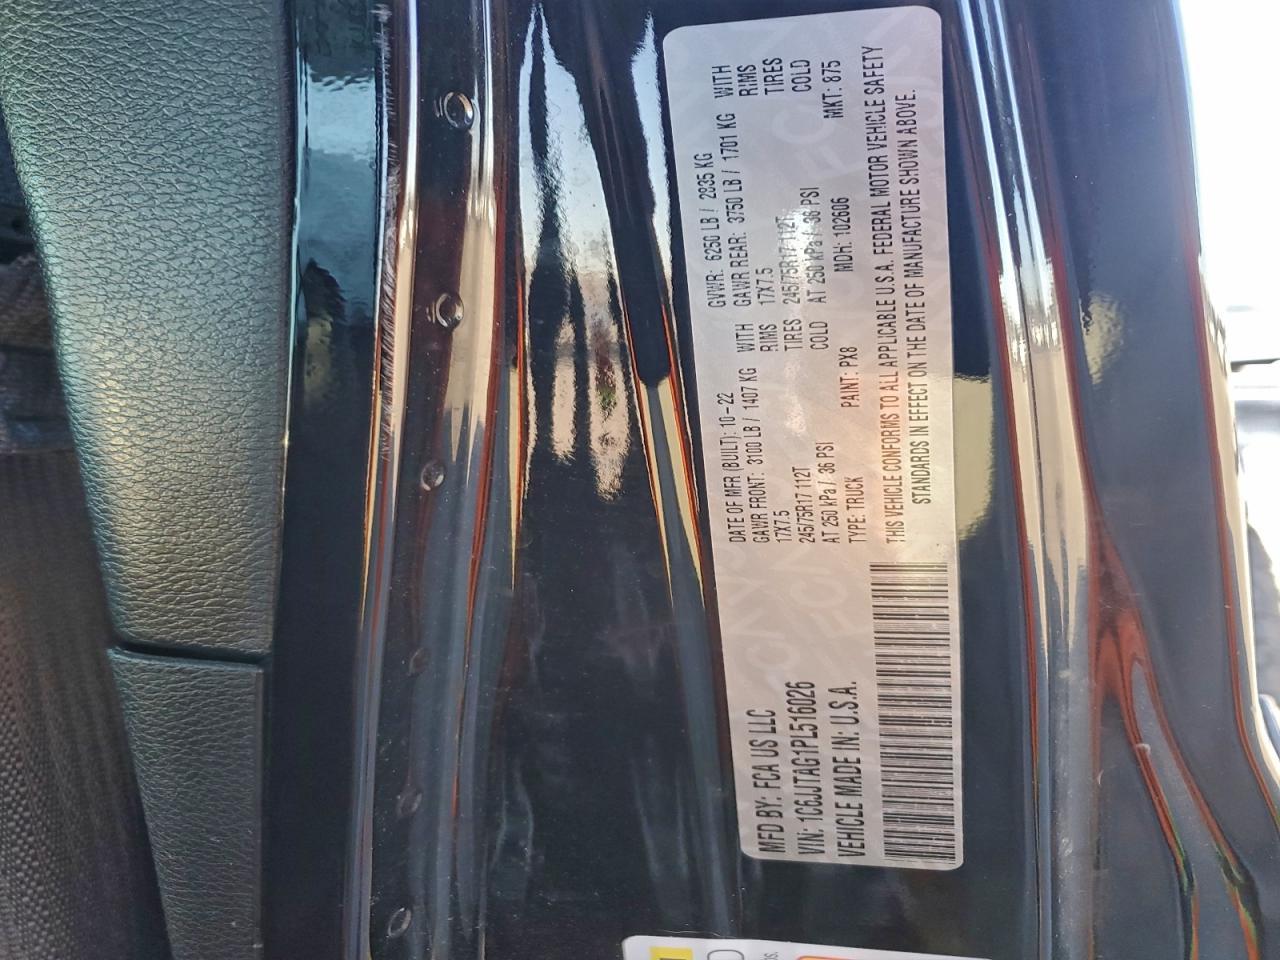 MFD BY: FCA US LLC
VIN: 1C6JJTAG1PL516026
VEHICLE MADE IN: U.S.A.
DATE OF MFR (BUILT): 10-22 GVWR: 6250 LB / 2835 KG
GAWR FRONT: 3100 LB / 1407 KG WITH GAWR REAR: 3750 LB / 1701 KG WITH
17X7.5 RIMS 17X7.5 RIMS
245/75R17 112T TIRES 245/75R17 112T TIRES
AT 250 kPa / 36 PSI COLD AT 250 kPa / 36 PSI COLD
TYPE: TRUCK PAINT: PX8 MDH: 102606 MKT: 875
THIS VEHICLE CONFORMS TO ALL APPLICABLE U.S.A. FEDERAL MOTOR VEHICLE SAFETY
STANDARDS IN EFFECT ON THE DATE OF MANUFACTURE SHOWN ABOVE.